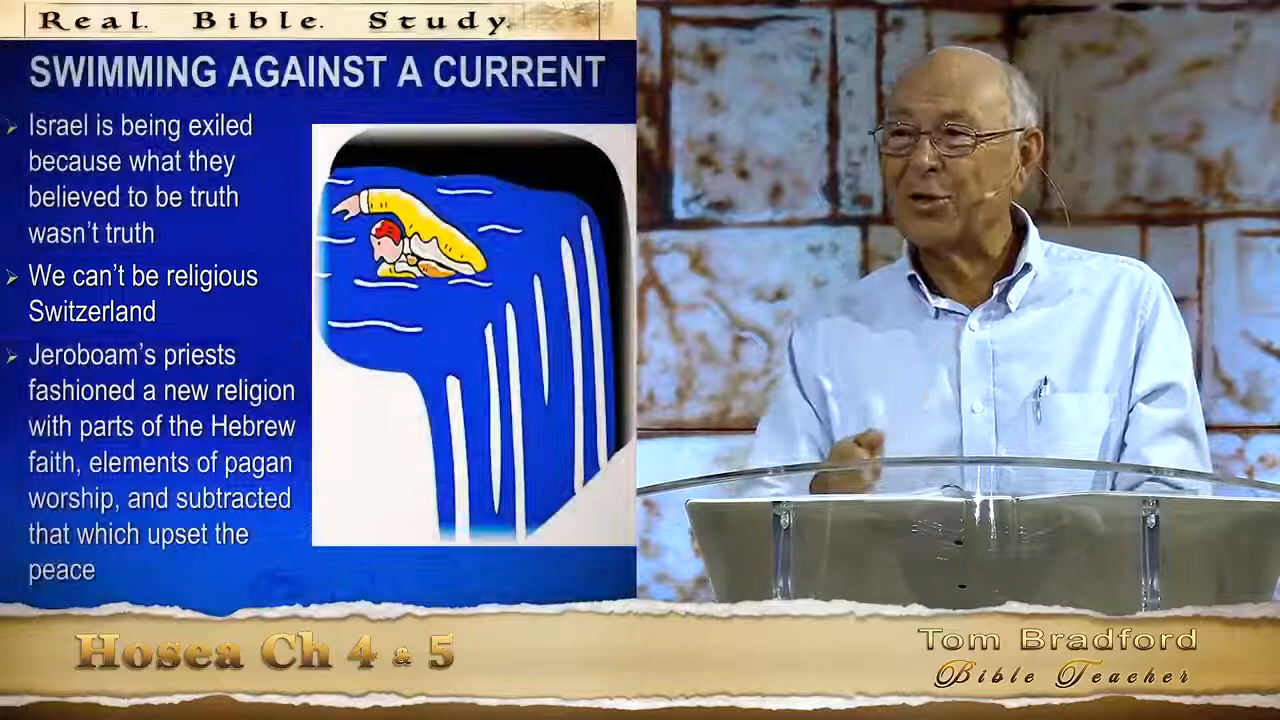 Real. Bible. Study.
SWIMMING AGAINST A CURRENT
Israel is being exiled
because what they
believed to be truth
wasn't truth
We can't be religious
Switzerland
Jeroboam's priests
fashioned a new religion
with parts of the Hebrew
faith, elements of pagan
worship, and subtracted
that which upset the
peace
Hosea Ch 4 & 5
Tom Bradford
Bible Teacher